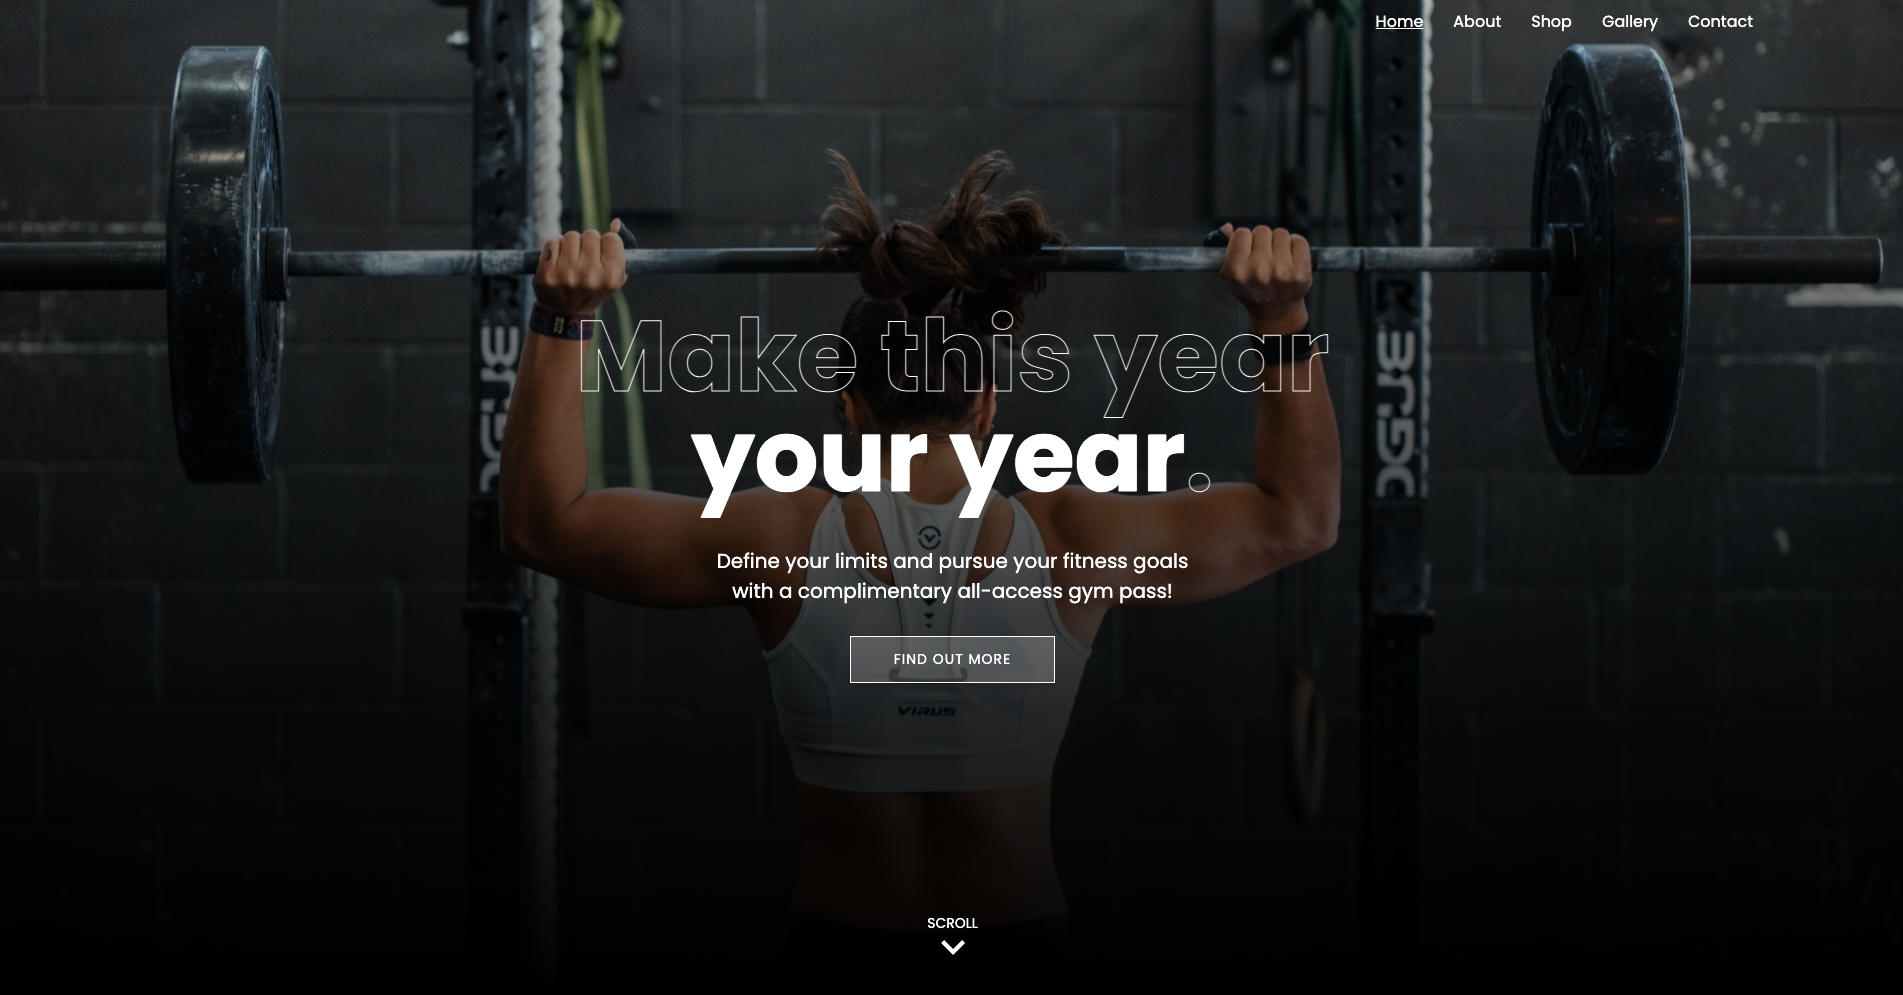 Home About Shop Gallery Contact
Make this year
your year.
Define your limits and pursue your fitness goals
with a complimentary all-access gym pass!
FIND OUT MORE
VIRUS
SCROLL